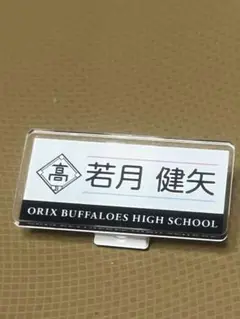 高
若月 健矢
ORIX BUFFALOES HIGH SCHOOL